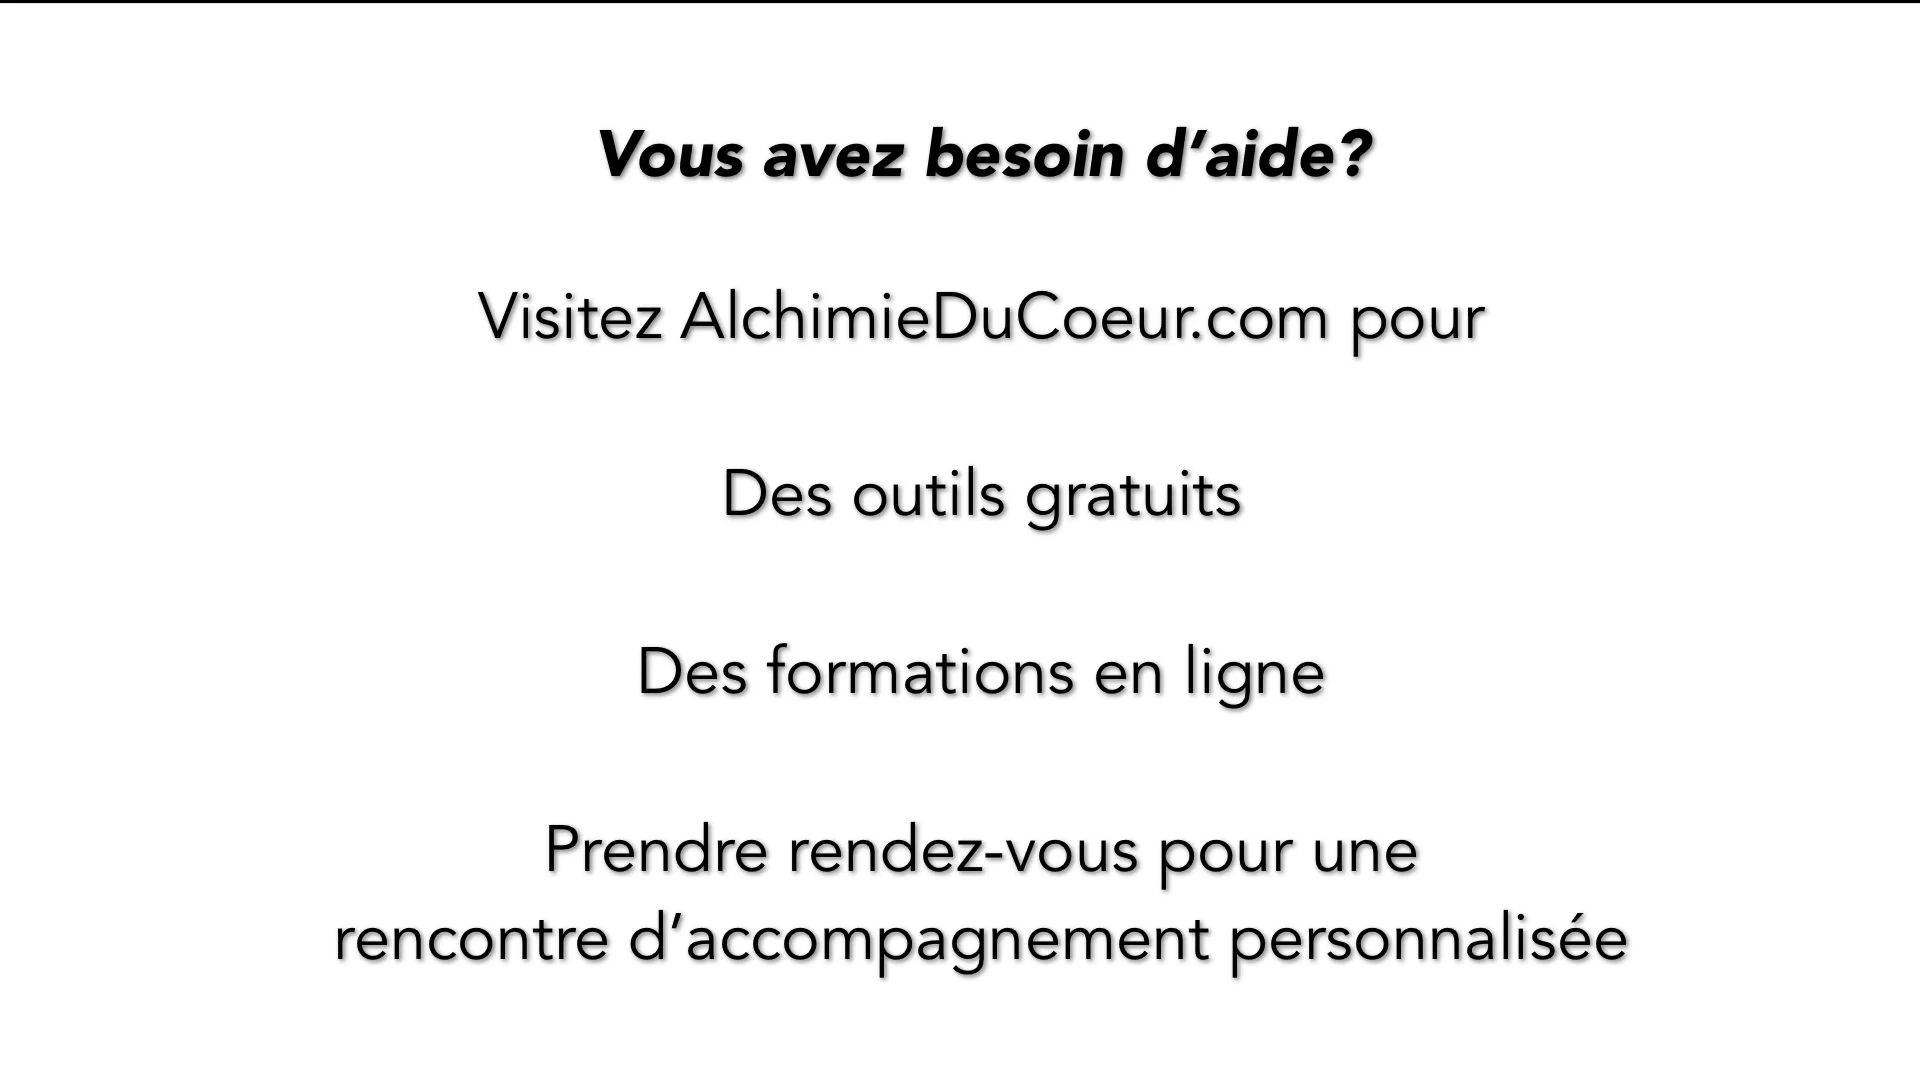 Vous avez besoin d’aide?
Visitez AlchimieDuCoeur.com pour
Des outils gratuits
Des formations en ligne
Prendre rendez-vous pour une
rencontre d’accompagnement personnalisée